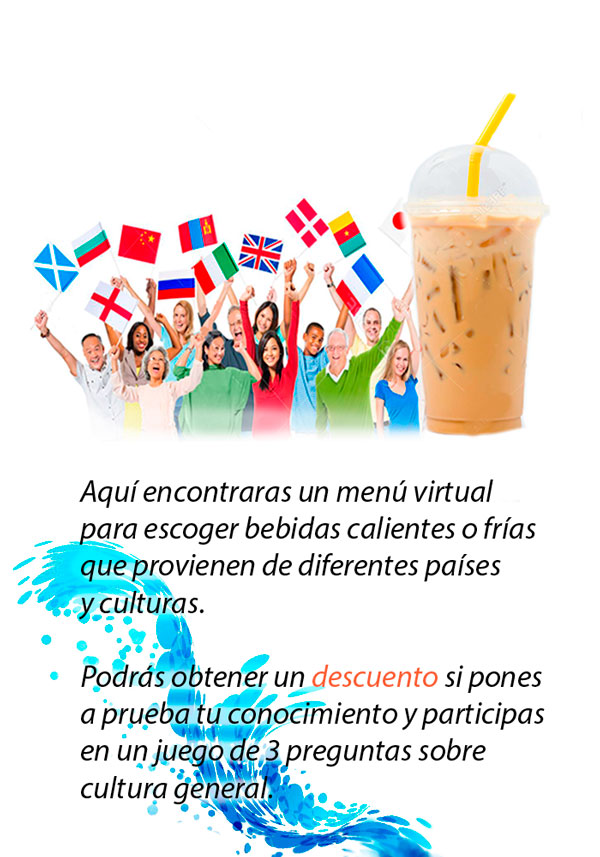 Aquí encontraras un menú virtual
para escoger bebidas calientes o frías
que provienen de diferentes países
y culturas.
Podrás obtener un descuento si pones
a prueba tu conocimiento y participas
en un juego de 3 preguntas sobre
cultura general.